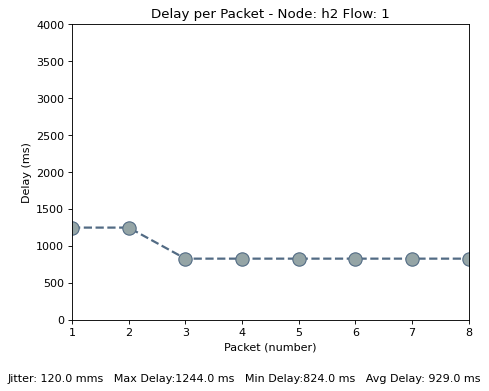 Delay per Packet - Node: h2 Flow: 1
4000
3500
3000
2500
2000
1500
1000
500
0
Delay (ms)
1 2 3 4 5 6 7 8
Packet (number)
Jitter: 120.0 mms Max Delay:1244.0 ms Min Delay:824.0 ms Avg Delay: 929.0 ms